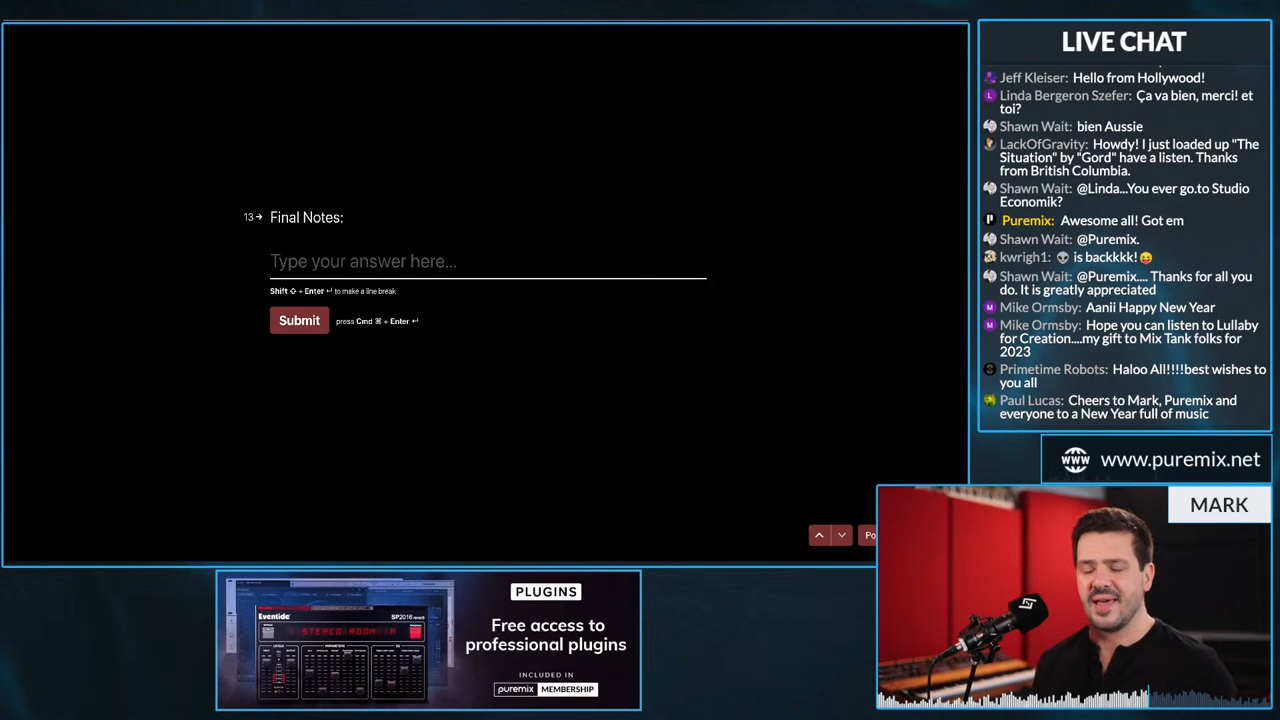 13→ Final Notes:
Type your answer here...
Shift ⇧ + Enter ↵ to make a line break
Submit
press Cmd ⌘ + Enter ↵
Po
LIVE CHAT
Jeff Kleiser: Hello from Hollywood!
L Linda Bergeron Szefer: Ça va bien, merci! et
toi?
Shawn Wait: bien Aussie
LackOfGravity: Howdy! I just loaded up "The
Situation" by "Gord" have a listen. Thanks
from British Columbia.
Shawn Wait: @Linda...You ever go.to Studio
Economik?
Puremix: Awesome all! Got em
Shawn Wait: @Puremix.
kwrigh1: 👽 is backkkk!😝
Shawn Wait: @Puremix.... Thanks for all you
do. It is greatly appreciated
M Mike Ormsby: Aanii Happy New Year
M Mike Ormsby: Hope you can listen to Lullaby
for Creation....my gift to Mix Tank folks for
2023
Primetime Robots: Haloo All!!!!best wishes to
you all
Paul Lucas: Cheers to Mark, Puremix and
everyone to a New Year full of music
WWW www.puremix.net
MARK
Eventide
SP2016 reverb
STEREO ROOM M
PLUGINS
Free access to
professional plugins
INCLUDED IN
puremix MEMBERSHIP